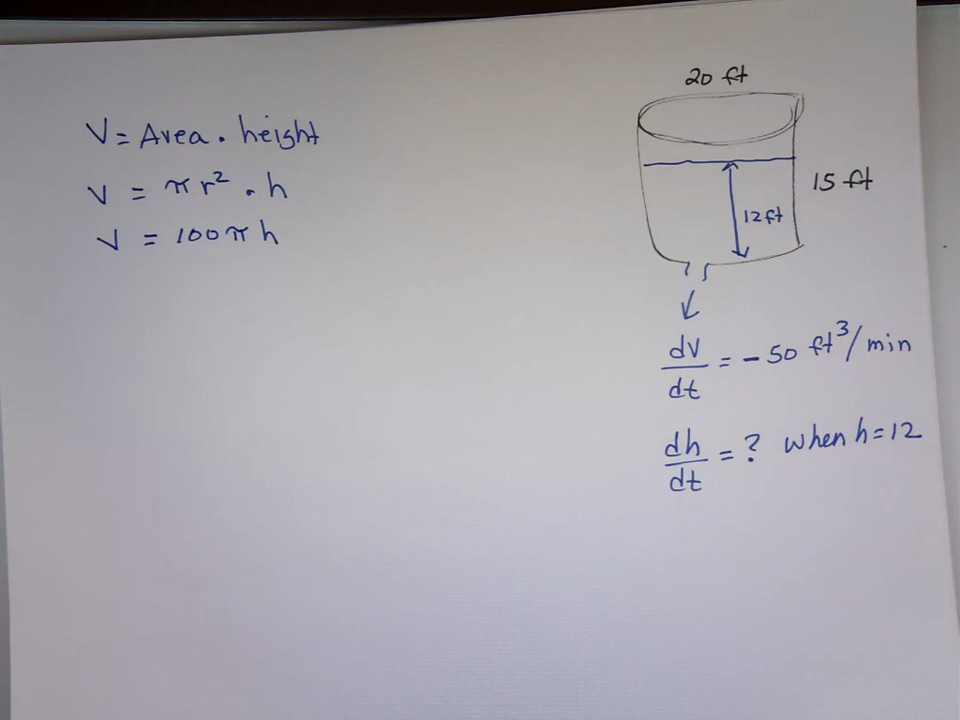 V = Area . height
V = πr² . h
V = 100πh
20 ft
15 ft
12 ft
dV/dt = - 50 ft³/min
dh/dt = ? when h = 12